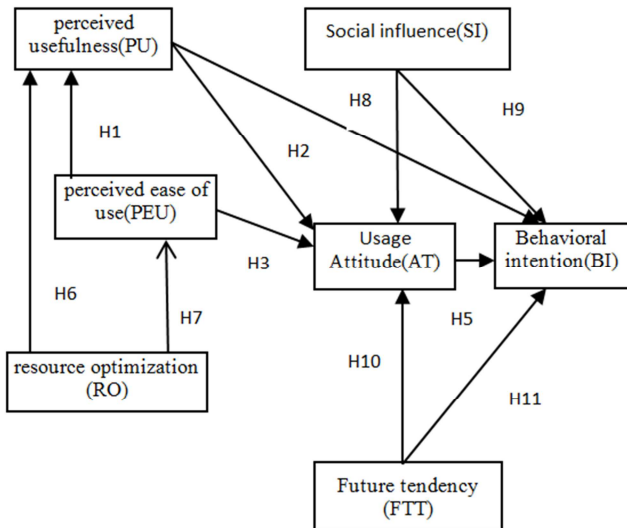 perceived
usefulness(PU)
Social influence(SI)
H8
H9
H1
H2
perceived ease of
use(PEU)
Usage
Attitude(AT)
Behavioral
intention(BI)
H3
H6
H7
H5
resource optimization
(RO)
H10
H11
Future tendency
(FTT)